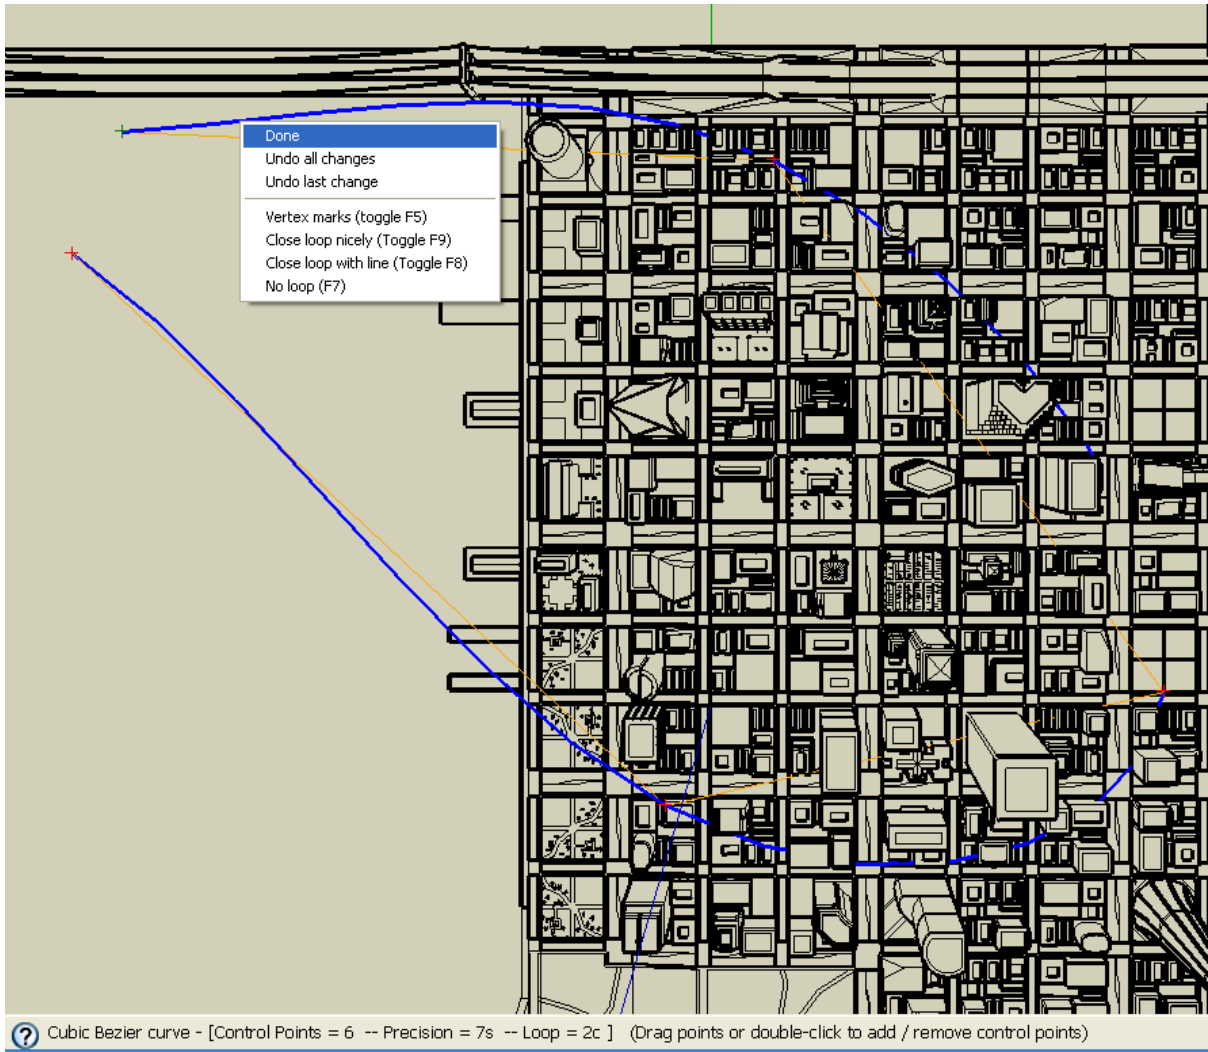 Done
Undo all changes
Undo last change
Vertex marks (toggle F5)
Close loop nicely (Toggle F9)
Close loop with line (Toggle F8)
No loop (F7)
? Cubic Bezier curve - [Control Points = 6 -- Precision = 7s -- Loop = 2c ] (Drag points or double-click to add / remove control points)